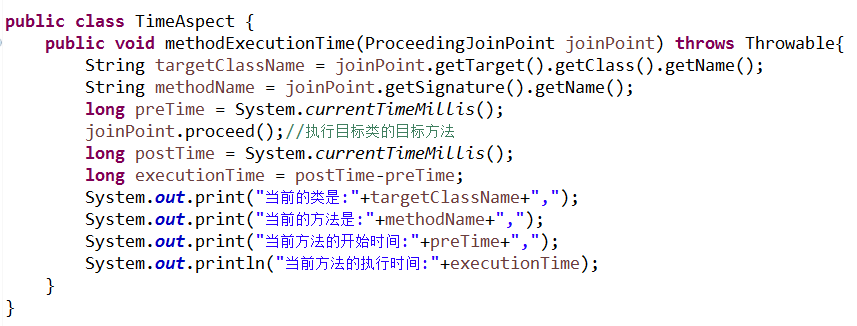 public class TimeAspect {
public void methodExecutionTime(ProceedingJoinPoint joinPoint) throws Throwable{
String targetClassName = joinPoint.getTarget().getClass().getName();
String methodName = joinPoint.getSignature().getName();
long preTime = System.currentTimeMillis();
joinPoint.proceed();//执行目标类的目标方法
long postTime = System.currentTimeMillis();
long executionTime = postTime-preTime;
System.out.print("当前的类是:"+targetClassName+",");
System.out.print("当前的方法是:"+methodName+",");
System.out.print("当前方法的开始时间:"+preTime+",");
System.out.println("当前方法的执行时间:"+executionTime);
}
}